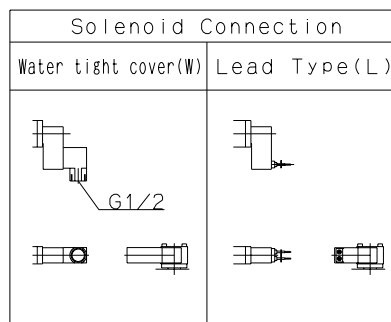 Solenoid Connection
Water tight cover(W)
Lead Type(L)
G1/2